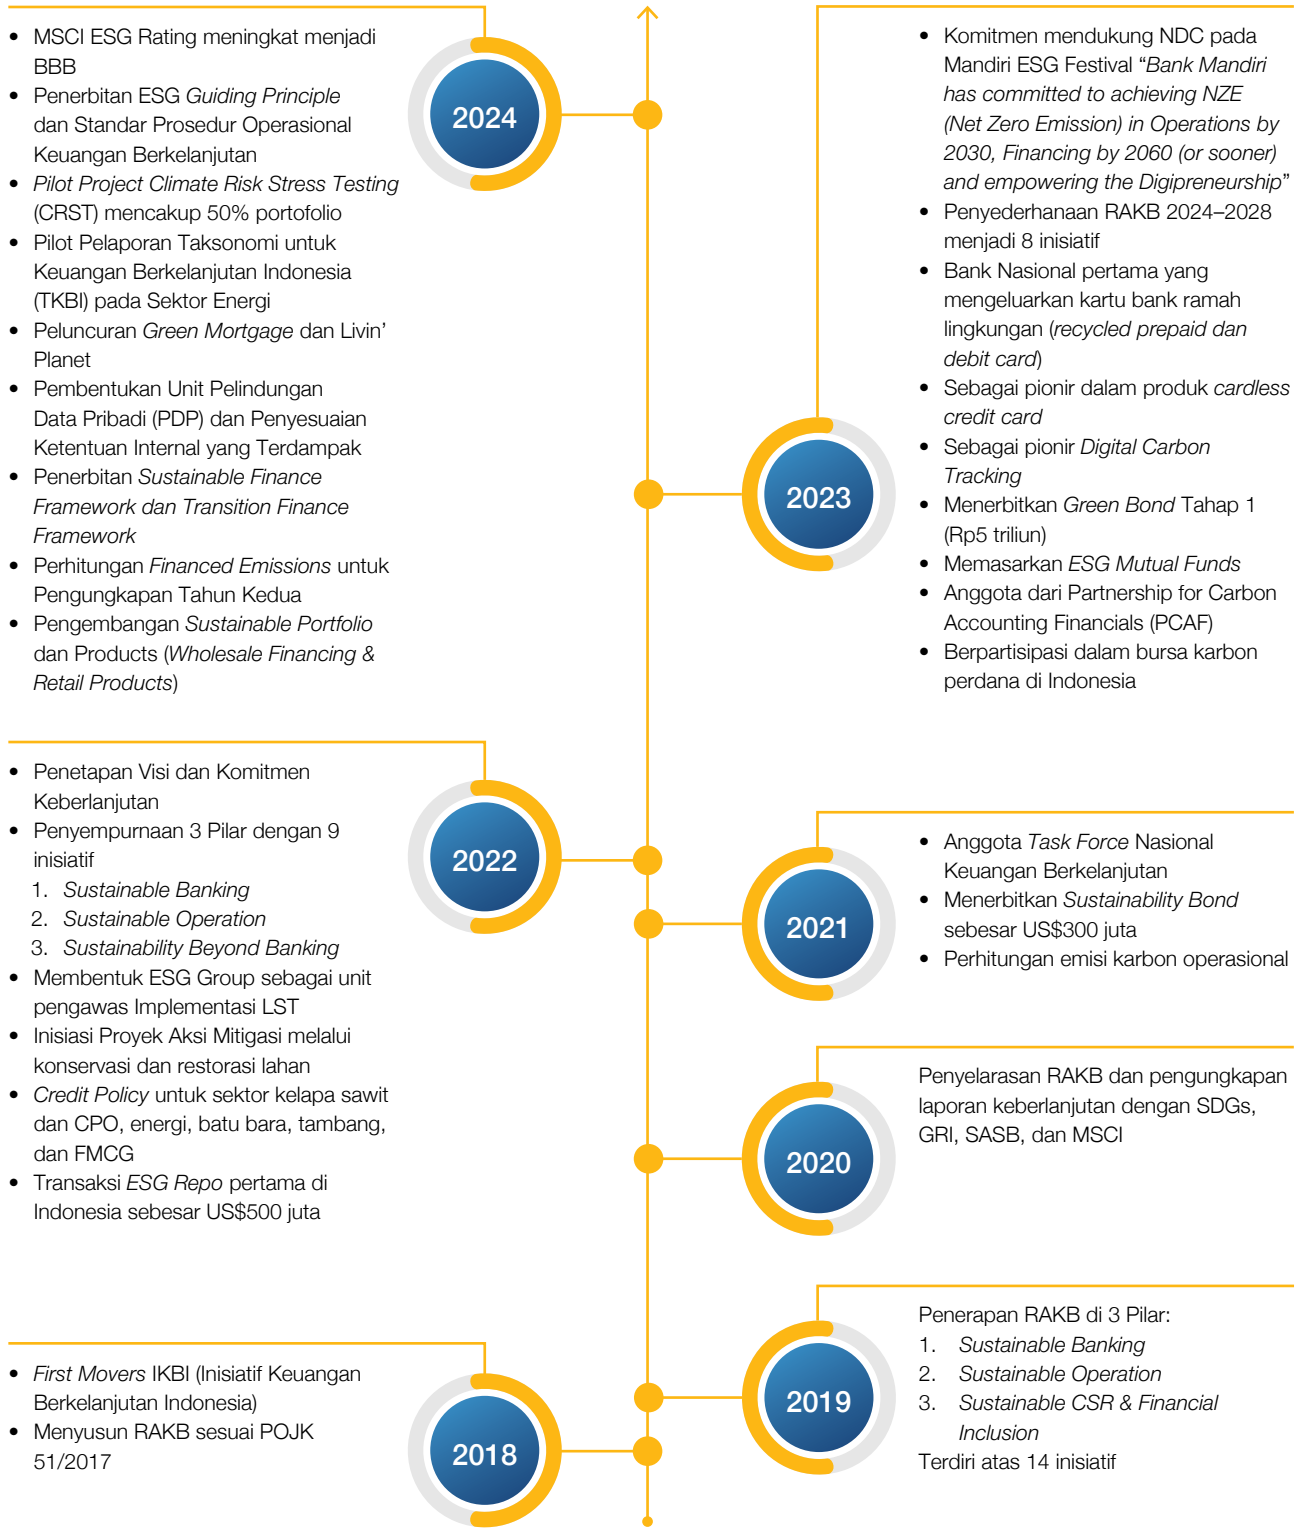 2024
• MSCI ESG Rating meningkat menjadi
BBB
• Penerbitan ESG Guiding Principle
dan Standar Prosedur Operasional
Keuangan Berkelanjutan
• Pilot Project Climate Risk Stress Testing
(CRST) mencakup 50% portofolio
• Pilot Pelaporan Taksonomi untuk
Keuangan Berkelanjutan Indonesia
(TKBI) pada Sektor Energi
• Peluncuran Green Mortgage dan Livin’
Planet
• Pembentukan Unit Pelindungan
Data Pribadi (PDP) dan Penyesuaian
Ketentuan Internal yang Terdampak
• Penerbitan Sustainable Finance
Framework dan Transition Finance
Framework
• Perhitungan Financed Emissions untuk
Pengungkapan Tahun Kedua
• Pengembangan Sustainable Portfolio
dan Products (Wholesale Financing &
Retail Products)
2023
• Komitmen mendukung NDC pada
Mandiri ESG Festival “Bank Mandiri
has committed to achieving NZE
(Net Zero Emission) in Operations by
2030, Financing by 2060 (or sooner)
and empowering the Digipreneurship”
• Penyederhanaan RAKB 2024–2028
menjadi 8 inisiatif
• Bank Nasional pertama yang
mengeluarkan kartu bank ramah
lingkungan (recycled prepaid dan
debit card)
• Sebagai pionir dalam produk cardless
credit card
• Sebagai pionir Digital Carbon
Tracking
• Menerbitkan Green Bond Tahap 1
(Rp5 triliun)
• Memasarkan ESG Mutual Funds
• Anggota dari Partnership for Carbon
Accounting Financials (PCAF)
• Berpartisipasi dalam bursa karbon
perdana di Indonesia
2022
• Penetapan Visi dan Komitmen
Keberlanjutan
• Penyempurnaan 3 Pilar dengan 9
inisiatif
1. Sustainable Banking
2. Sustainable Operation
3. Sustainability Beyond Banking
• Membentuk ESG Group sebagai unit
pengawas Implementasi LST
• Inisiasi Proyek Aksi Mitigasi melalui
konservasi dan restorasi lahan
• Credit Policy untuk sektor kelapa sawit
dan CPO, energi, batu bara, tambang,
dan FMCG
• Transaksi ESG Repo pertama di
Indonesia sebesar US$500 juta
2021
• Anggota Task Force Nasional
Keuangan Berkelanjutan
• Menerbitkan Sustainability Bond
sebesar US$300 juta
• Perhitungan emisi karbon operasional
2020
Penyelarasan RAKB dan pengungkapan
laporan keberlanjutan dengan SDGs,
GRI, SASB, dan MSCI
2019
Penerapan RAKB di 3 Pilar:
1. Sustainable Banking
2. Sustainable Operation
3. Sustainable CSR & Financial
Inclusion
Terdiri atas 14 inisiatif
2018
• First Movers IKBI (Inisiatif Keuangan
Berkelanjutan Indonesia)
• Menyusun RAKB sesuai POJK
51/2017